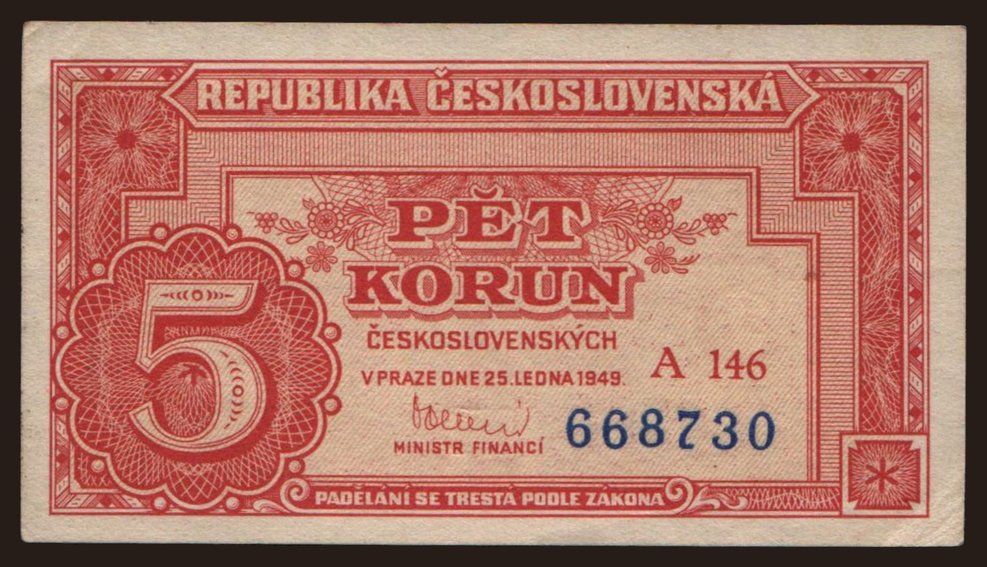 REPUBLIKA ČESKOSLOVENSKÁ
PĚT
KORUN
5
ČESKOSLOVENSKÝCH
V PRAZE DNE 25. LEDNA 1949.
A 146
MINISTR FINANCÍ
668730
PADĚLÁNÍ SE TRESTÁ PODLE ZÁKONA